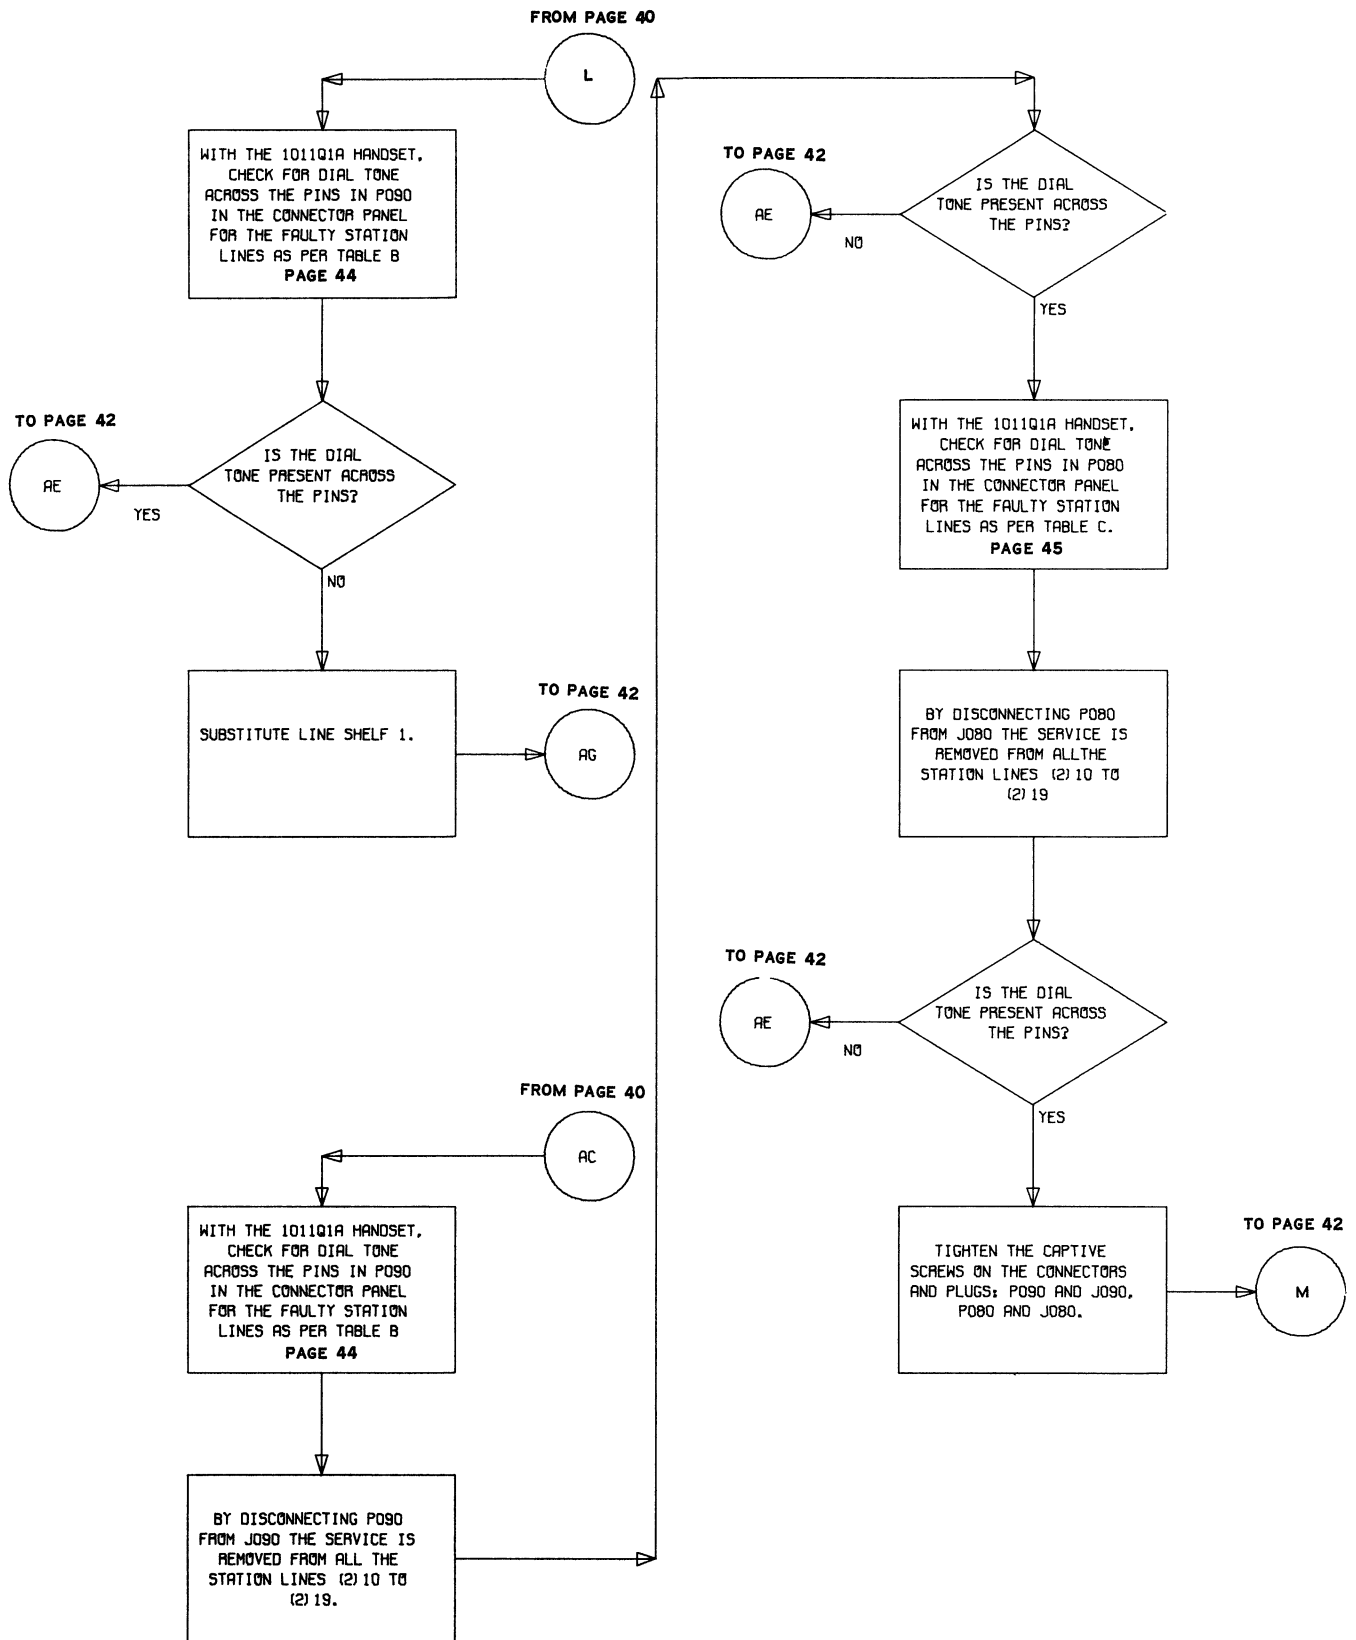 FROM PAGE 40
L
WITH THE 1011Q1A HANDSET,
CHECK FOR DIAL TONE
ACROSS THE PINS IN P090
IN THE CONNECTOR PANEL
FOR THE FAULTY STATION
LINES AS PER TABLE B
PAGE 44
TO PAGE 42
AE
YES
IS THE DIAL
TONE PRESENT ACROSS
THE PINS?
NO
SUBSTITUTE LINE SHELF 1.
TO PAGE 42
AG
FROM PAGE 40
AC
WITH THE 1011Q1A HANDSET,
CHECK FOR DIAL TONE
ACROSS THE PINS IN P090
IN THE CONNECTOR PANEL
FOR THE FAULTY STATION
LINES AS PER TABLE B
PAGE 44
BY DISCONNECTING P090
FROM J090 THE SERVICE IS
REMOVED FROM ALL THE
STATION LINES (2)10 TO
(2)19.
TO PAGE 42
AE
NO
IS THE DIAL
TONE PRESENT ACROSS
THE PINS?
YES
WITH THE 1011Q1A HANDSET,
CHECK FOR DIAL TONE
ACROSS THE PINS IN P080
IN THE CONNECTOR PANEL
FOR THE FAULTY STATION
LINES AS PER TABLE C.
PAGE 45
BY DISCONNECTING P080
FROM J080 THE SERVICE IS
REMOVED FROM ALLTHE
STATION LINES (2)10 TO
(2)19
TO PAGE 42
AE
NO
IS THE DIAL
TONE PRESENT ACROSS
THE PINS?
YES
TIGHTEN THE CAPTIVE
SCREWS ON THE CONNECTORS
AND PLUGS: P090 AND J090,
P080 AND J080.
TO PAGE 42
M